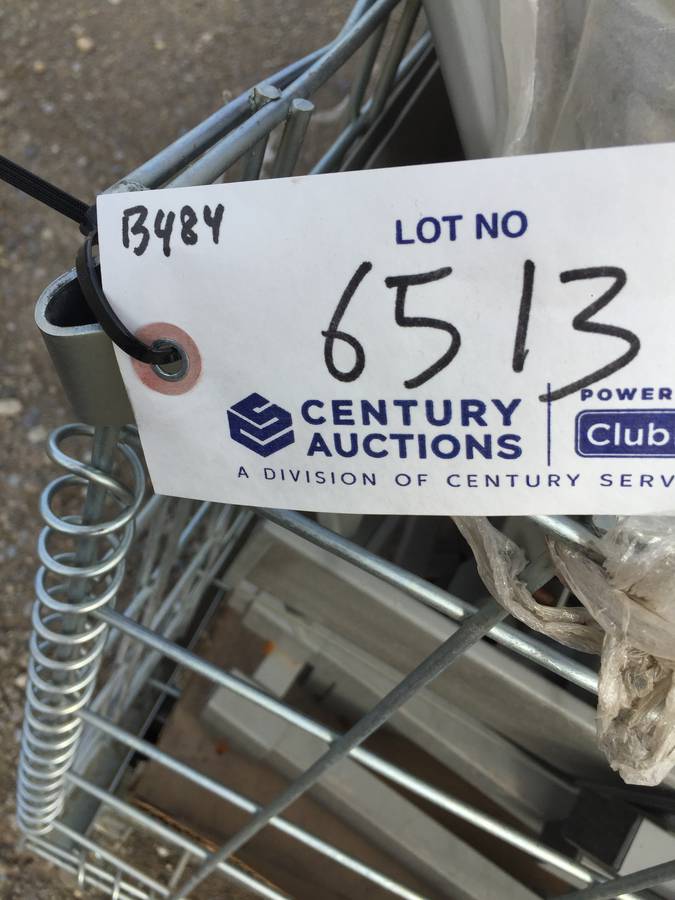 B484
LOT NO
6513
CENTURY
AUCTIONS
POWER
Club
A DIVISION OF CENTURY SERV